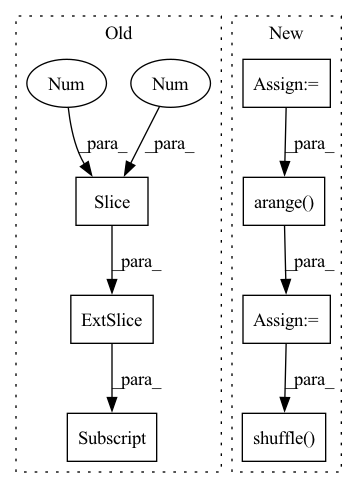 Old
New
Num
Num
Assign:=
_para_
_para_
_para_
Slice
arange()
_para_
_para_
ExtSlice
Assign:=
_para_
_para_
Subscript
shuffle()